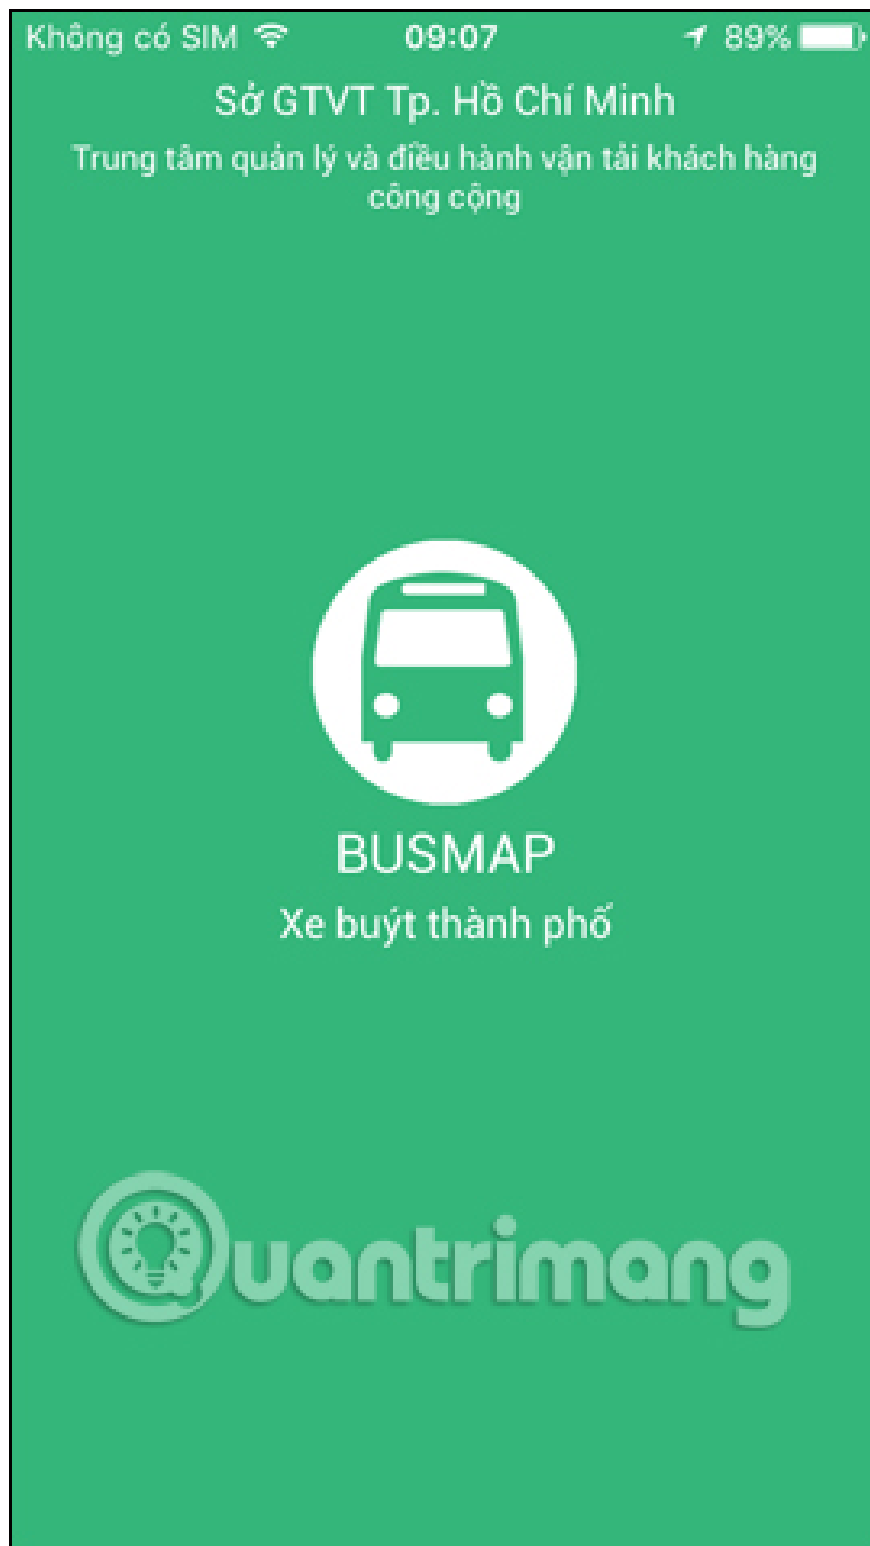 Không có SIM 09:07 89%
Sở GTVT Tp. Hồ Chí Minh
Trung tâm quản lý và điều hành vận tải khách hàng
công cộng
BUSMAP
Xe buýt thành phố
Quantrimang